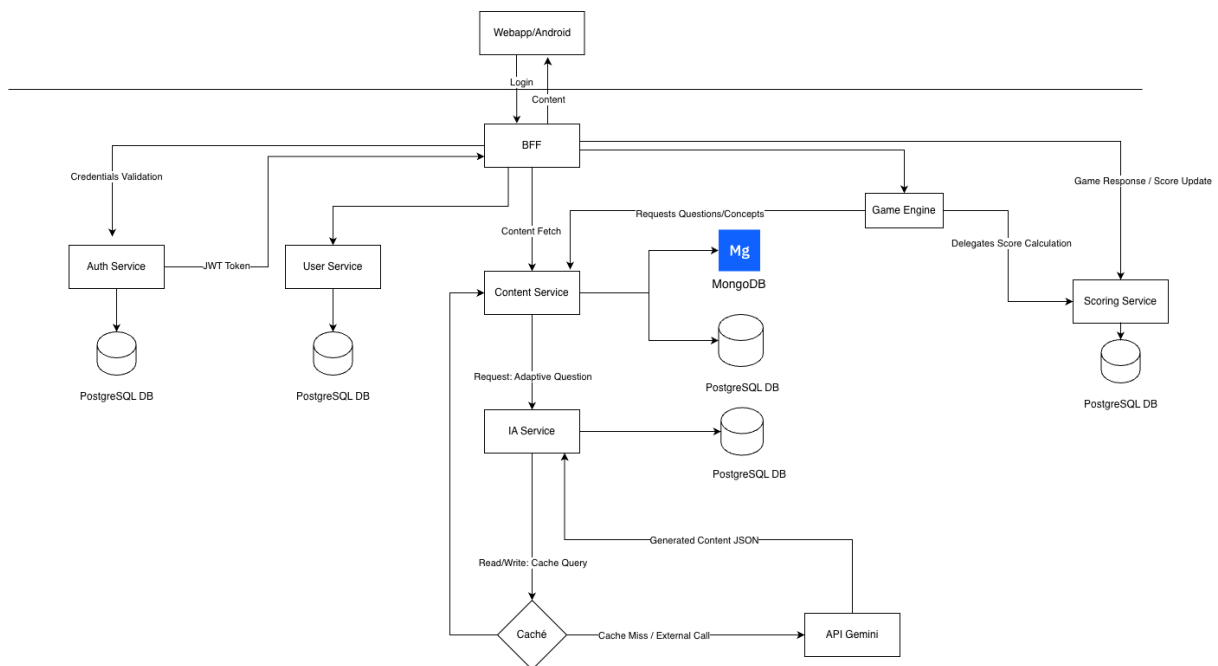 Webapp/Android
Login
Content
BFF
Credentials Validation
Game Response / Score Update
Game Engine
Requests Questions/Concepts
Content Fetch
Delegates Score Calculation
Mg
Auth Service
JWT Token
User Service
MongoDB
Content Service
Scoring Service
PostgreSQL DB
PostgreSQL DB
PostgreSQL DB
PostgreSQL DB
Request: Adaptive Question
IA Service
PostgreSQL DB
Generated Content JSON
Read/Write: Cache Query
Caché
Cache Miss / External Call
API Gemini